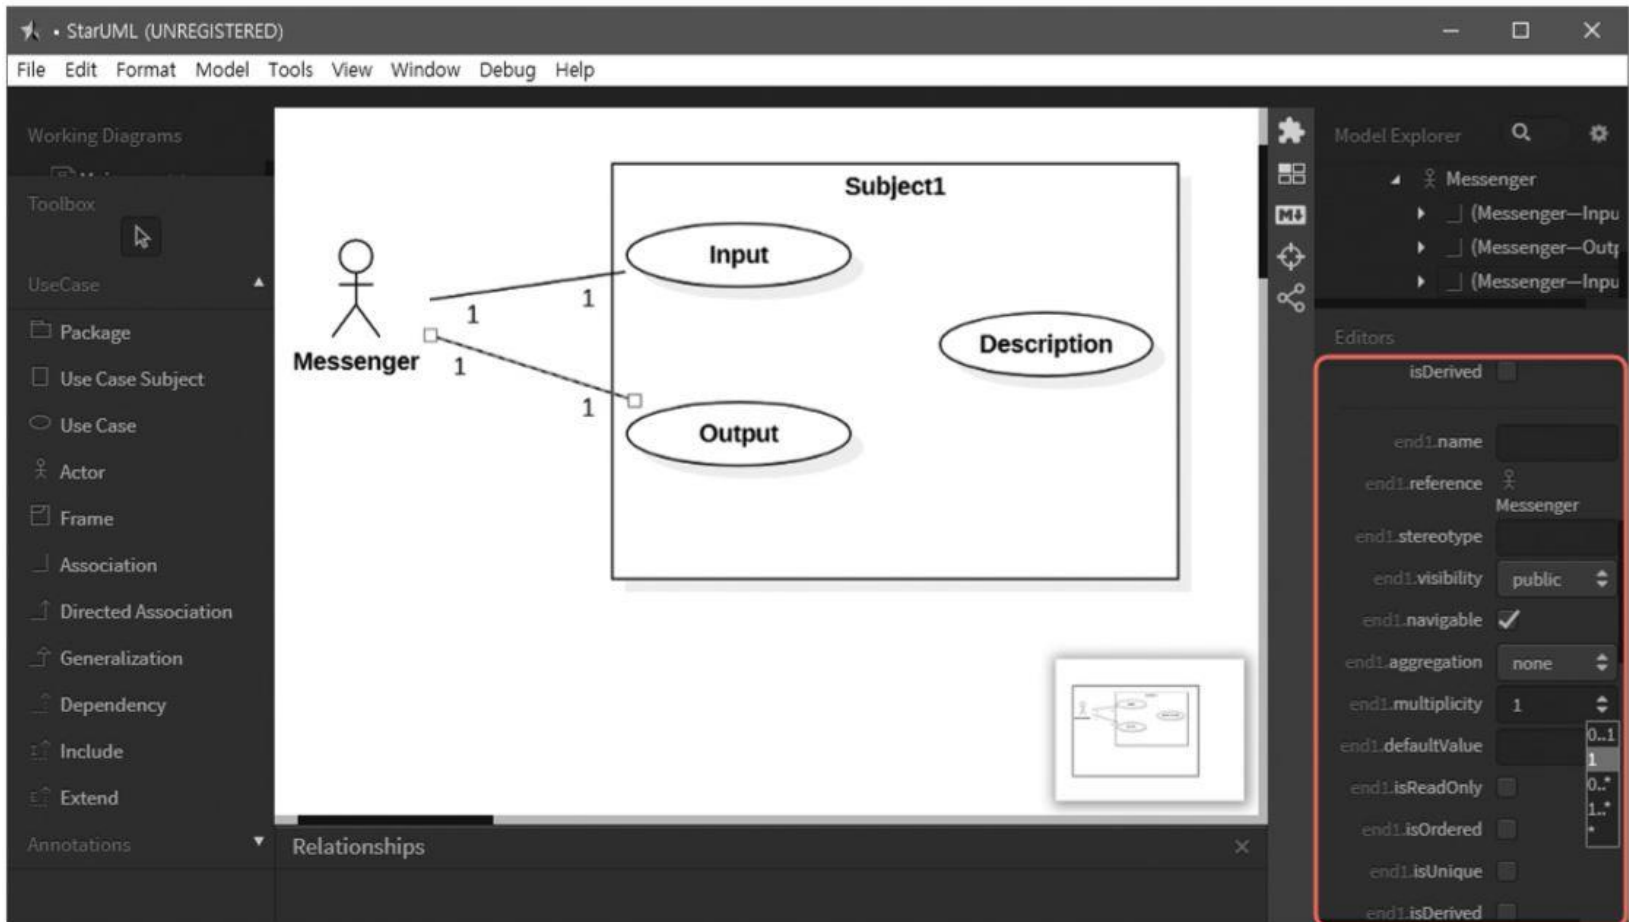 • StarUML (UNREGISTERED)
File Edit Format Model Tools View Window Debug Help
Working Diagrams
Toolbox
UseCase
Package
Use Case Subject
Use Case
Actor
Frame
Association
Directed Association
Generalization
Dependency
Include
Extend
Annotations
Subject1
Input
1
1
Messenger
1
1
Description
Output
Relationships
M
Model Explorer
Messenger
(Messenger—Inpu
(Messenger—Outp
(Messenger—Inpu
Editors
isDerived
end1.name
end1.reference
Messenger
end1.stereotype
end1.visibility public
end1.navigable
end1.aggregation none
end1.multiplicity 1
end1.defaultValue
0..1
1
0..*
1..*
*
end1.isReadOnly
end1.isOrdered
end1.isUnique
end1.isDerived